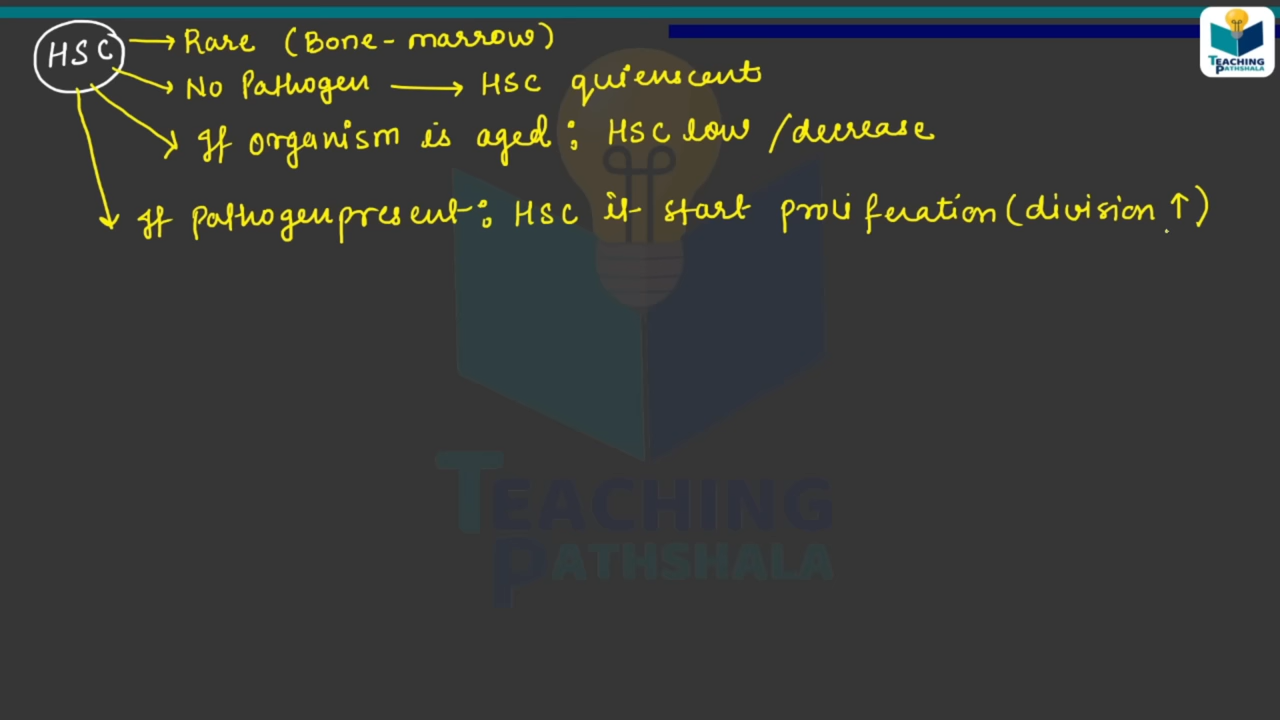 HSC → Rare (Bone-marrow)
No Pathogen → HSC quienscent
If organism is aged: HSC low /decrease
If pathogen present: HSC it start proliferation (division ↑)
TEACHING
PATHSHALA
TEACHING
PATHSHALA